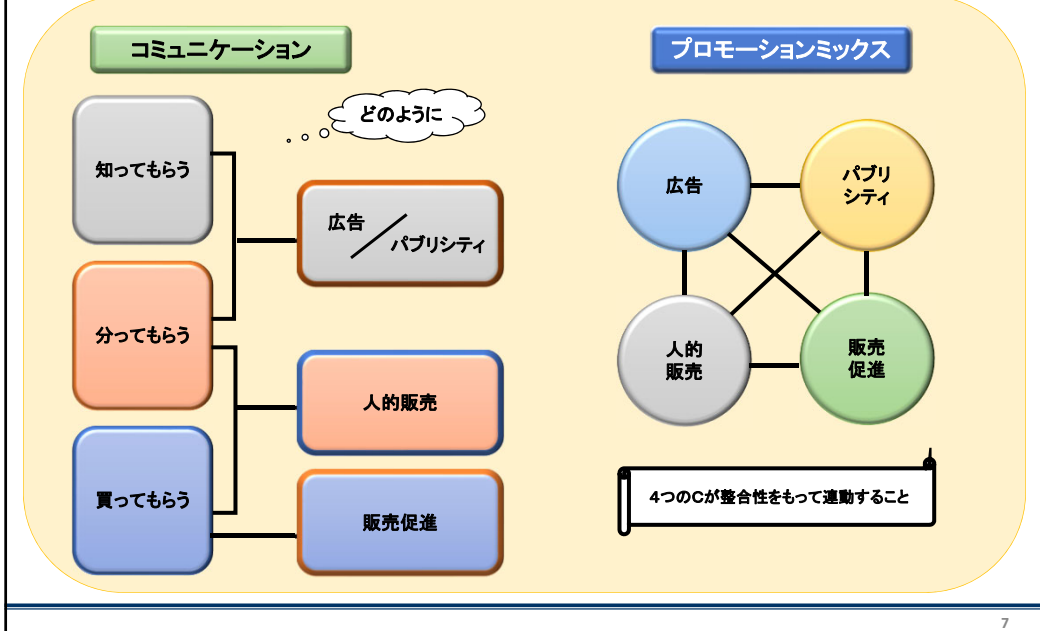 コミュニケーション
プロモーションミックス
どのように
知ってもらう
広告
パブリシティ
分ってもらう
人的販売
買ってもらう
販売促進
広告
パブリ
シティ
人的
販売
販売
促進
4つのCが整合性をもって連動すること
7